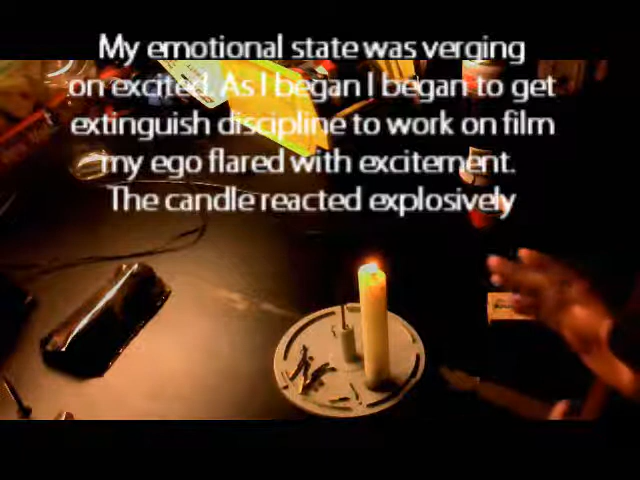 My emotional state was verging
on excited. As I began I began to get
extinguish discipline to work on film
my ego flared with excitement.
The candle reacted explosively